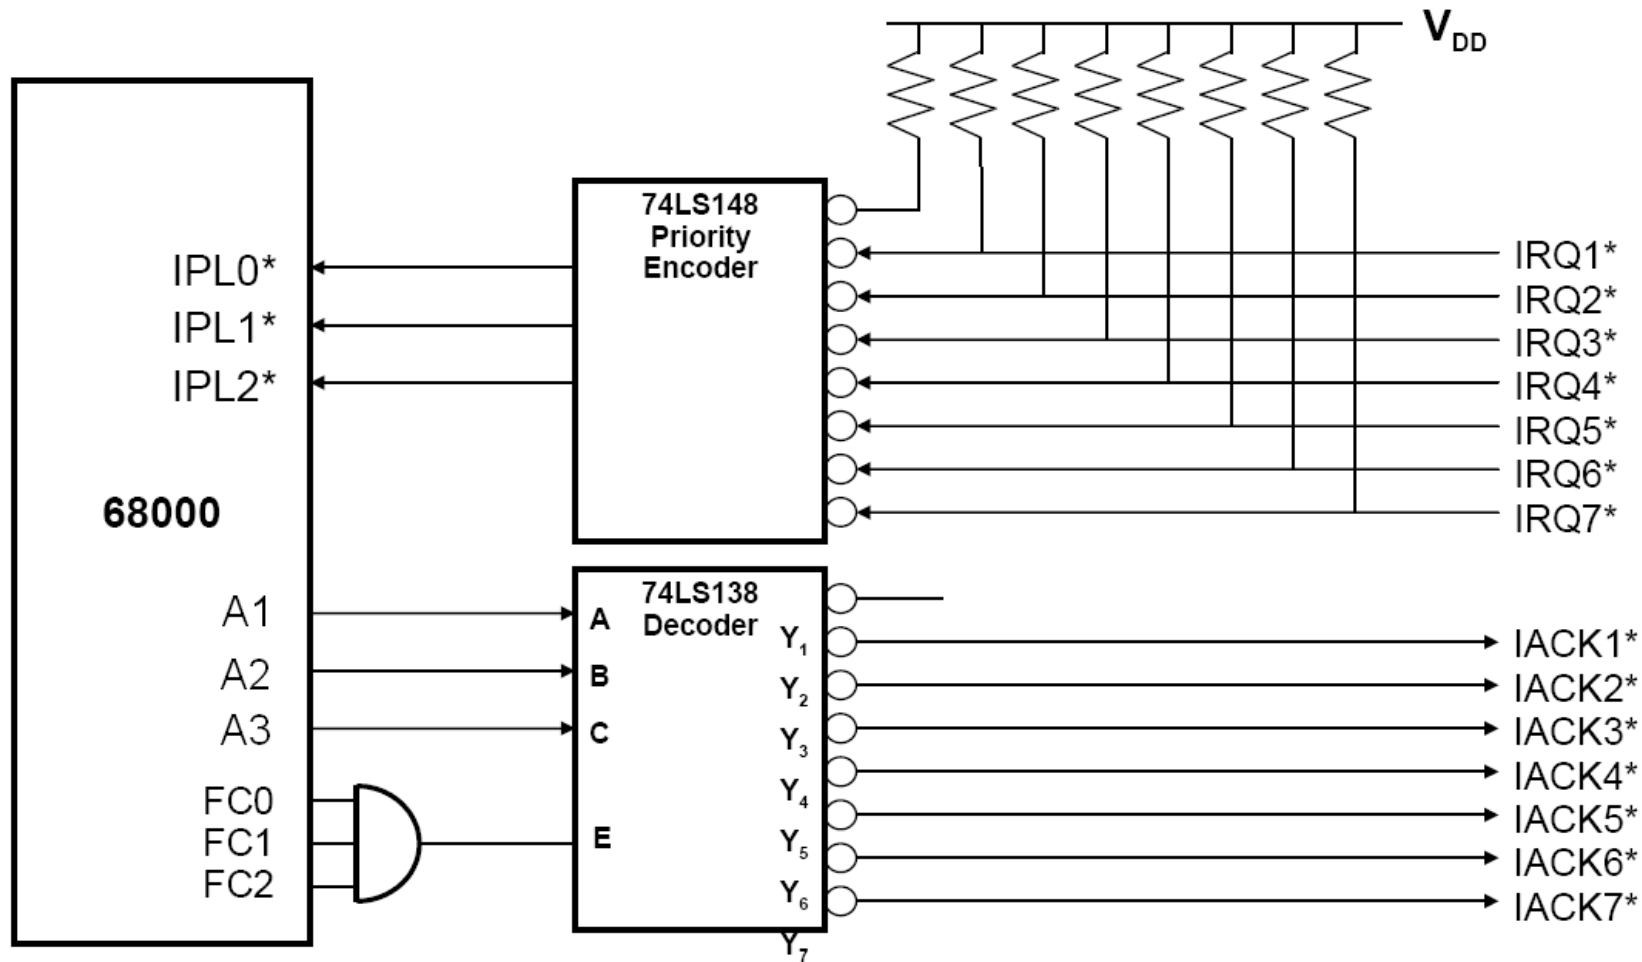 V_DD
74LS148
Priority
Encoder
IPL0*
IPL1*
IPL2*
IRQ1*
IRQ2*
IRQ3*
IRQ4*
IRQ5*
IRQ6*
IRQ7*
68000
74LS138
Decoder
A1
A2
A3
FC0
FC1
FC2
A
B
C
E
Y1
Y2
Y3
Y4
Y5
Y6
Y7
IACK1*
IACK2*
IACK3*
IACK4*
IACK5*
IACK6*
IACK7*